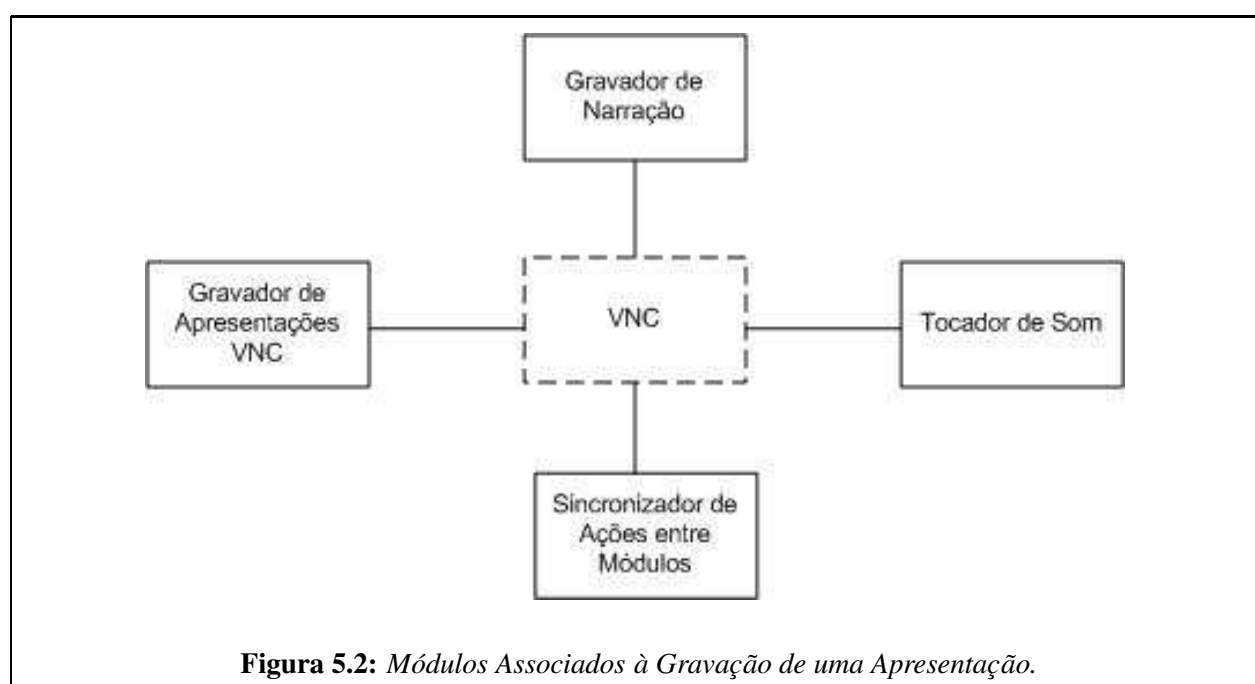 Gravador de
Narração
Gravador de
Apresentações
VNC
VNC
Tocador de Som
Sincronizador de
Ações entre
Módulos
Figura 5.2: Módulos Associados à Gravação de uma Apresentação.